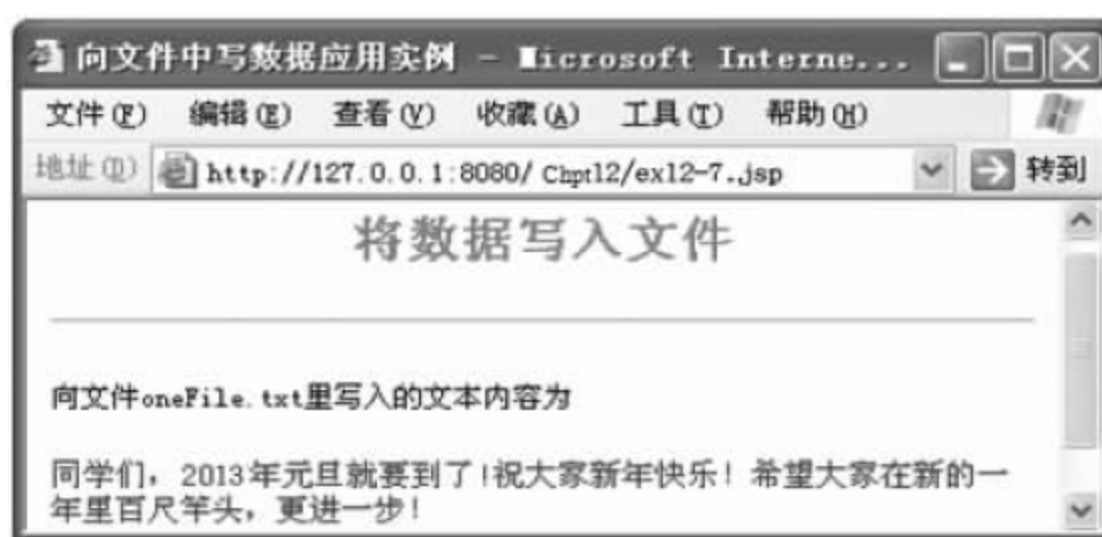 向文件中写数据应用实例 - Microsoft Interne...
文件(F) 编辑(E) 查看(V) 收藏(A) 工具(T) 帮助(H)
地址(D) http://127.0.0.1:8080/ Chpt12/ex12-7.jsp 转到
将数据写入文件
向文件oneFile.txt里写入的文本内容为
同学们，2013年元旦就要到了!祝大家新年快乐! 希望大家在新的一
年里百尺竿头，更进一步!